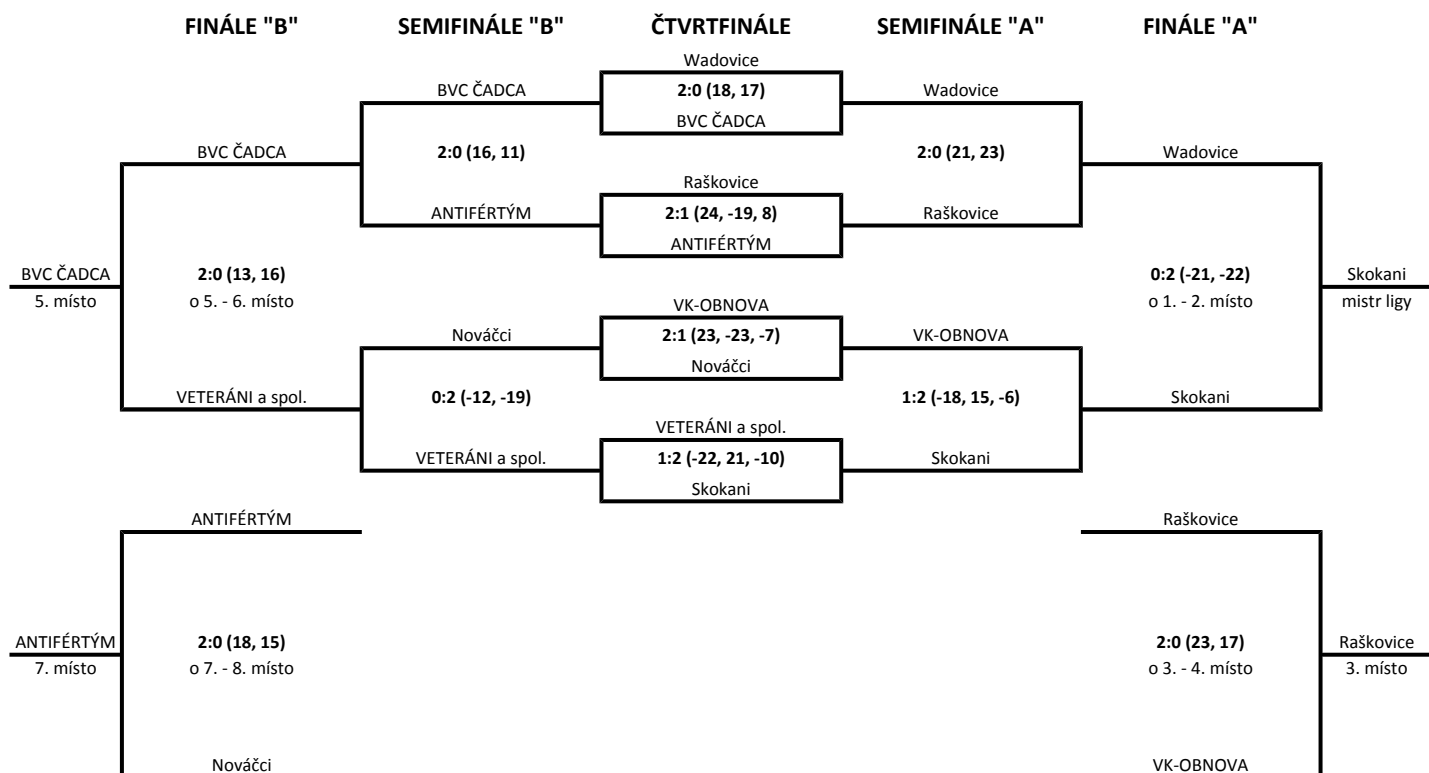 FINÁLE "B" SEMIFINÁLE "B" ČTVRTFINÁLE SEMIFINÁLE "A" FINÁLE "A"
Wadovice
BVC ČADCA 2:0 (18, 17) Wadovice
BVC ČADCA
BVC ČADCA 2:0 (16, 11) 2:0 (21, 23) Wadovice
Raškovice
ANTIFÉRTÝM 2:1 (24, -19, 8) Raškovice
ANTIFÉRTÝM
BVC ČADCA 2:0 (13, 16) 0:2 (-21, -22) Skokani
5. místo o 5. - 6. místo o 1. - 2. místo mistr ligy
VK-OBNOVA
Nováčci 2:1 (23, -23, -7) VK-OBNOVA
Nováčci
VETERÁNI a spol. 0:2 (-12, -19) 1:2 (-18, 15, -6) Skokani
VETERÁNI a spol.
VETERÁNI a spol. 1:2 (-22, 21, -10) Skokani
Skokani
ANTIFÉRTÝM Raškovice
ANTIFÉRTÝM 2:0 (18, 15) 2:0 (23, 17) Raškovice
7. místo o 7. - 8. místo o 3. - 4. místo 3. místo
Nováčci VK-OBNOVA